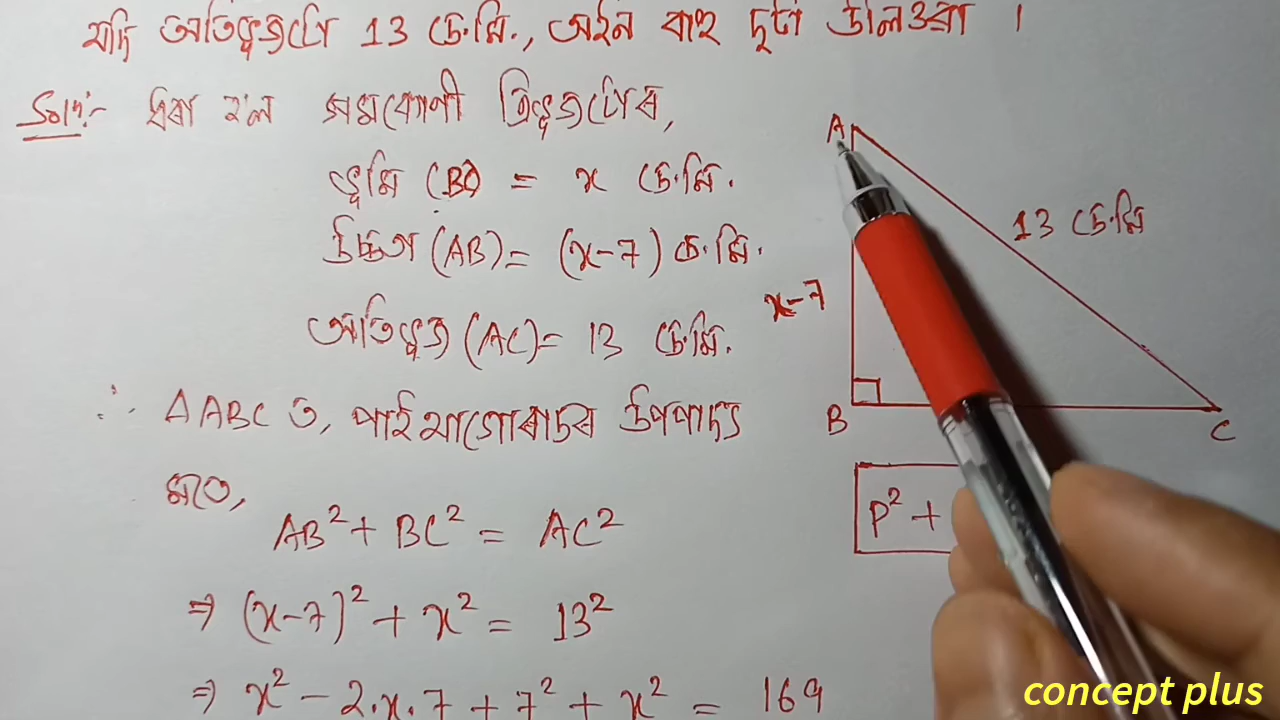 যদি অতিভূজটো 13 চে.মি., আইন বাহু দুটা উলিওৱা ।
Solⁿ:- ধৰা হ'ল সমকোণী ত্ৰিভূজটোৰ,
ভূমি (BC) = x চে.মি.
উচ্চতা (AB) = (x-7) চে.মি.
অতিভূজ (AC) = 13 চে.মি.
∴ Δ ABC ত, পাইথাগোৰাচৰ উপপাদ্য
মতে,
AB² + BC² = AC²
⇒ (x-7)² + x² = 13²
⇒ x² - 2.x.7 + 7² + x² = 169
A
13 চে.মি
x-7
B
C
P² +
concept plus